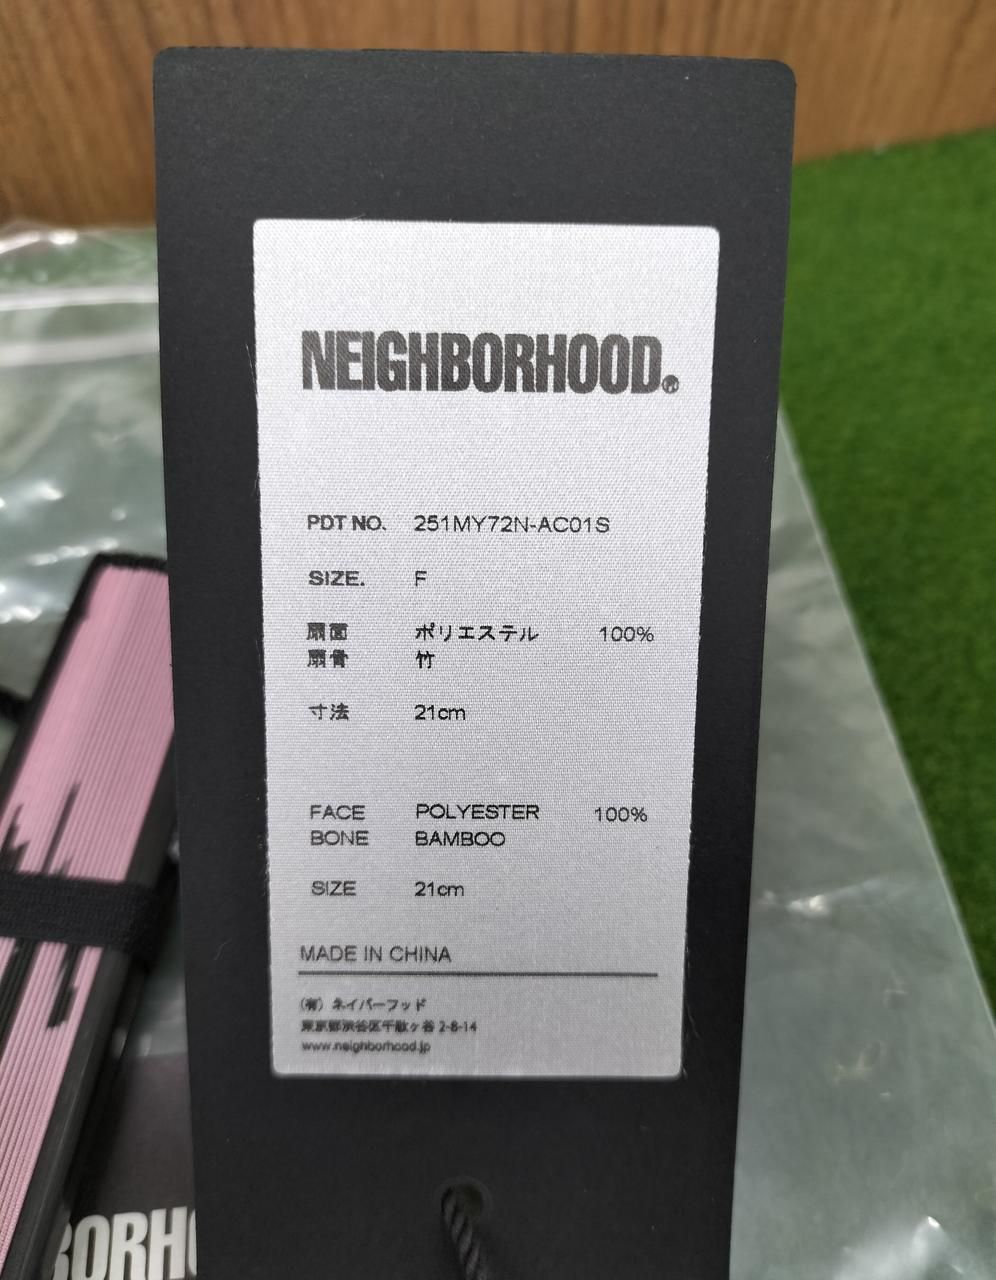 NEIGHBORHOOD®
PDT NO. 251MY72N-AC01S
SIZE. F
扇面 ポリエステル 100%
扇骨 竹
寸法 21cm
FACE POLYESTER 100%
BONE BAMBOO
SIZE 21cm
MADE IN CHINA
(有) ネイバーフッド
東京都渋谷区千駄ヶ谷 2-8-14
www.neighborhood.jp
BORHO